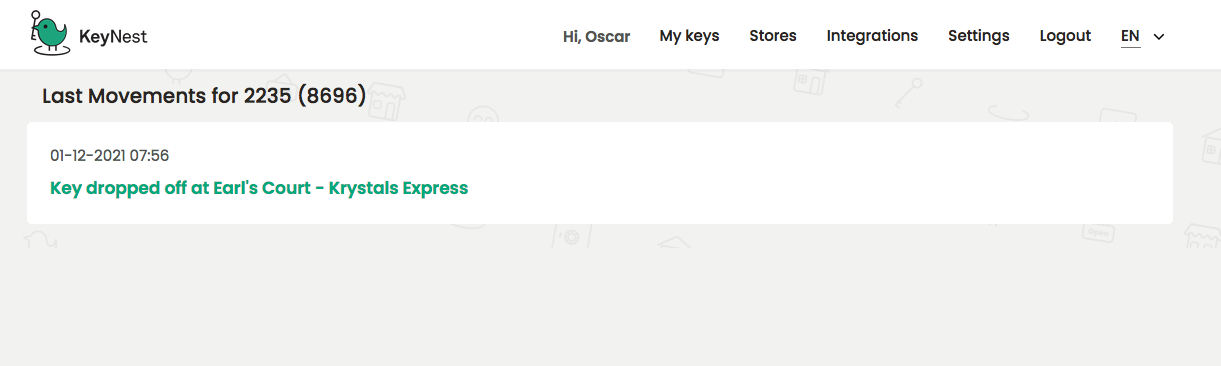 KeyNest
Hi, Oscar My keys Stores Integrations Settings Logout EN
Last Movements for 2235 (8696)
01-12-2021 07:56
Key dropped off at Earl's Court - Krystals Express
open